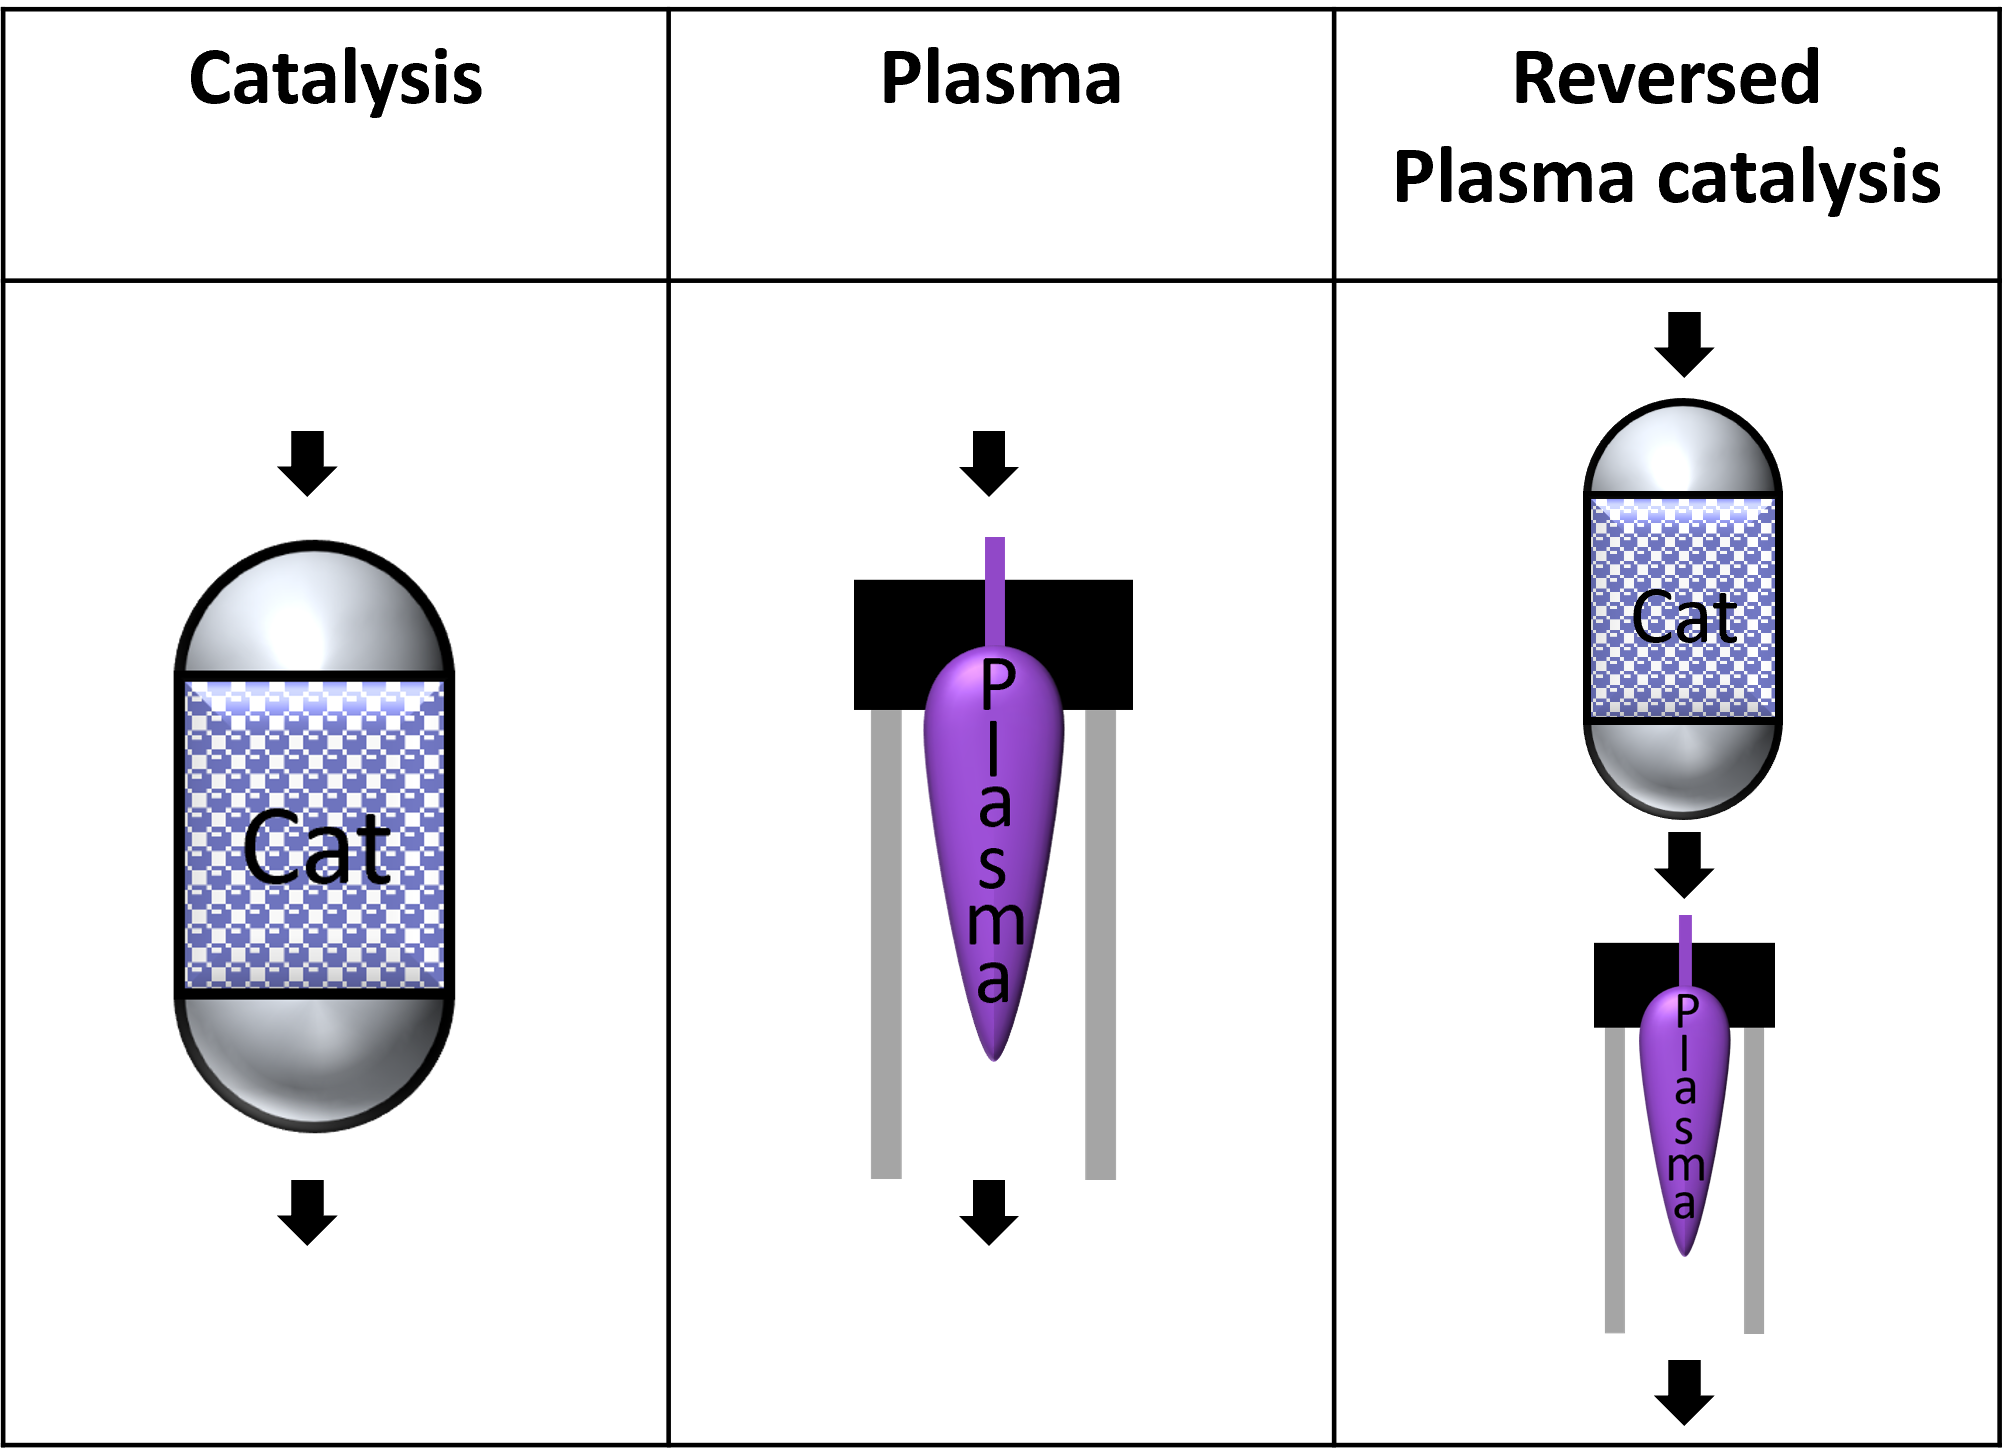 Catalysis
Plasma
Reversed
Plasma catalysis
Cat
Plasma
Cat
Plasma